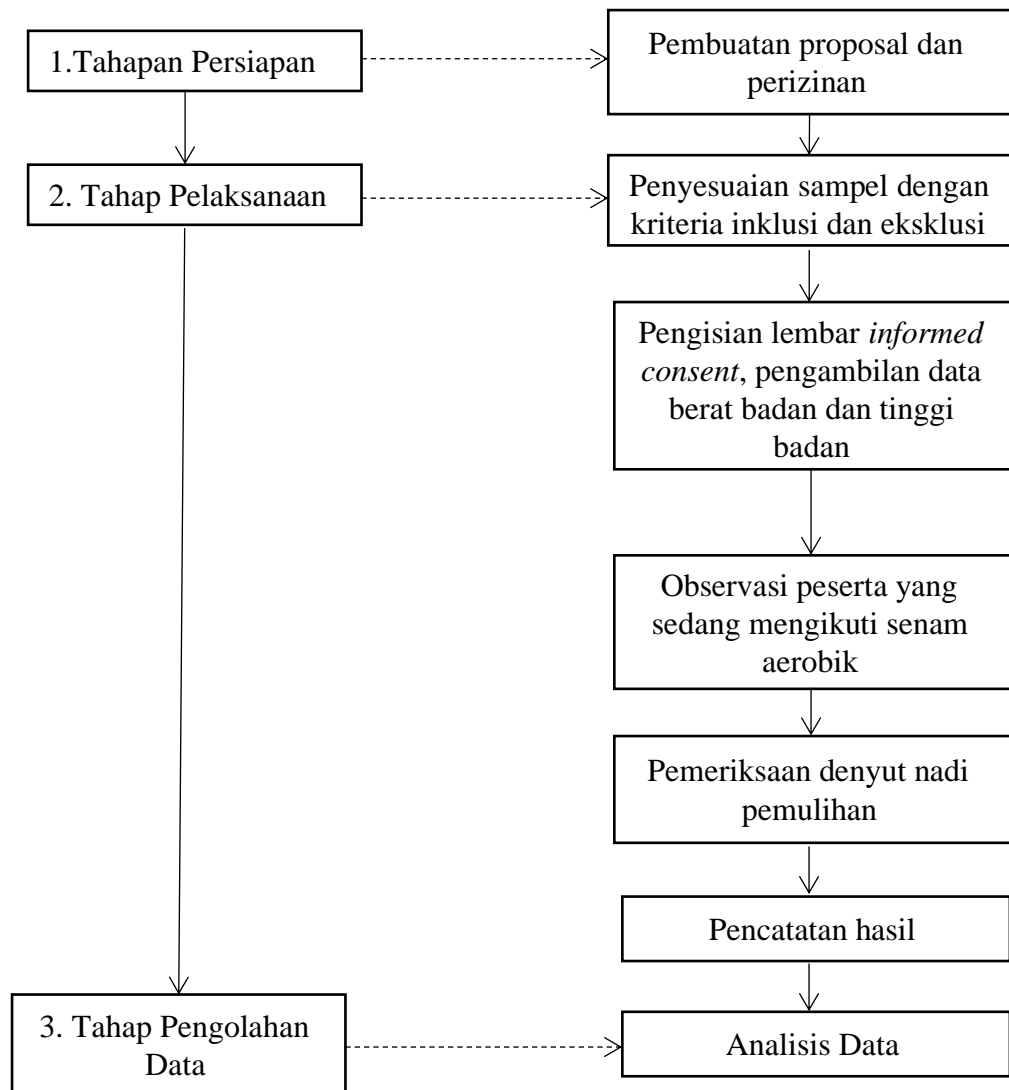 1.Tahapan Persiapan
Pembuatan proposal dan
perizinan
2. Tahap Pelaksanaan
Penyesuaian sampel dengan
kriteria inklusi dan eksklusi
Pengisian lembar informed
consent, pengambilan data
berat badan dan tinggi
badan
Observasi peserta yang
sedang mengikuti senam
aerobik
Pemeriksaan denyut nadi
pemulihan
Pencatatan hasil
3. Tahap Pengolahan
Data
Analisis Data